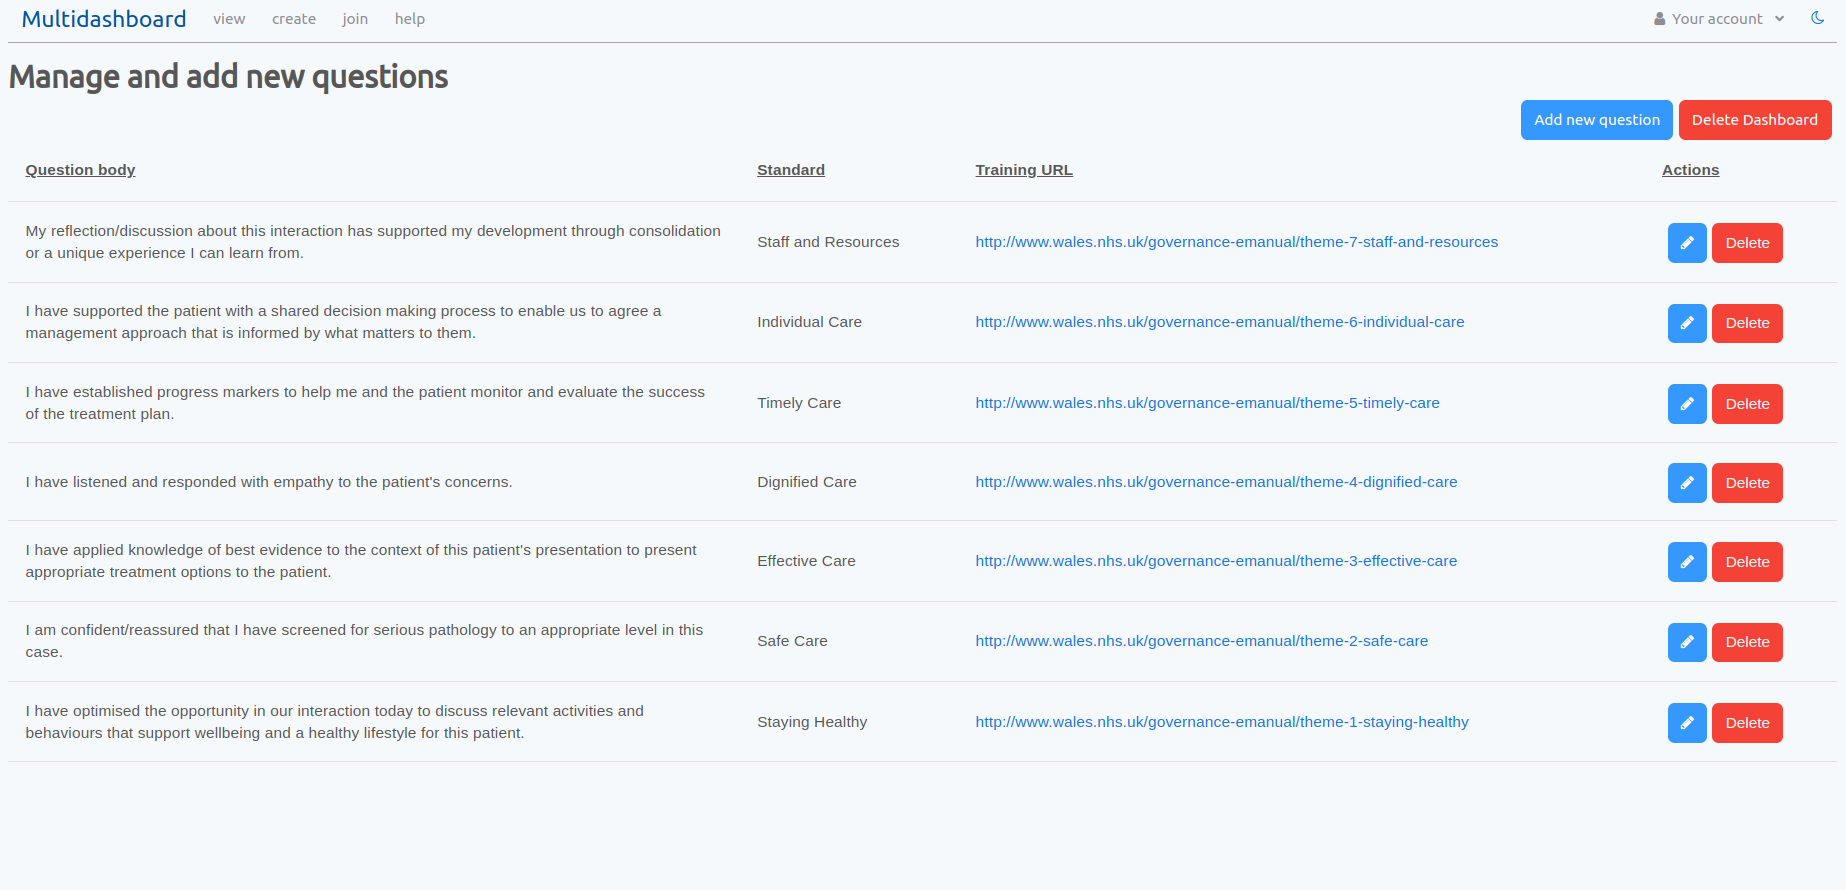 Multidashboard view create join help Your account
Manage and add new questions
Add new question Delete Dashboard
Question body Standard Training URL Actions
My reflection/discussion about this interaction has supported my development through consolidation
or a unique experience I can learn from.
Staff and Resources http://www.wales.nhs.uk/governance-emanual/theme-7-staff-and-resources Delete
I have supported the patient with a shared decision making process to enable us to agree a
management approach that is informed by what matters to them.
Individual Care http://www.wales.nhs.uk/governance-emanual/theme-6-individual-care Delete
I have established progress markers to help me and the patient monitor and evaluate the success
of the treatment plan.
Timely Care http://www.wales.nhs.uk/governance-emanual/theme-5-timely-care Delete
I have listened and responded with empathy to the patient's concerns. Dignified Care http://www.wales.nhs.uk/governance-emanual/theme-4-dignified-care Delete
I have applied knowledge of best evidence to the context of this patient's presentation to present
appropriate treatment options to the patient.
Effective Care http://www.wales.nhs.uk/governance-emanual/theme-3-effective-care Delete
I am confident/reassured that I have screened for serious pathology to an appropriate level in this
case.
Safe Care http://www.wales.nhs.uk/governance-emanual/theme-2-safe-care Delete
I have optimised the opportunity in our interaction today to discuss relevant activities and
behaviours that support wellbeing and a healthy lifestyle for this patient.
Staying Healthy http://www.wales.nhs.uk/governance-emanual/theme-1-staying-healthy Delete